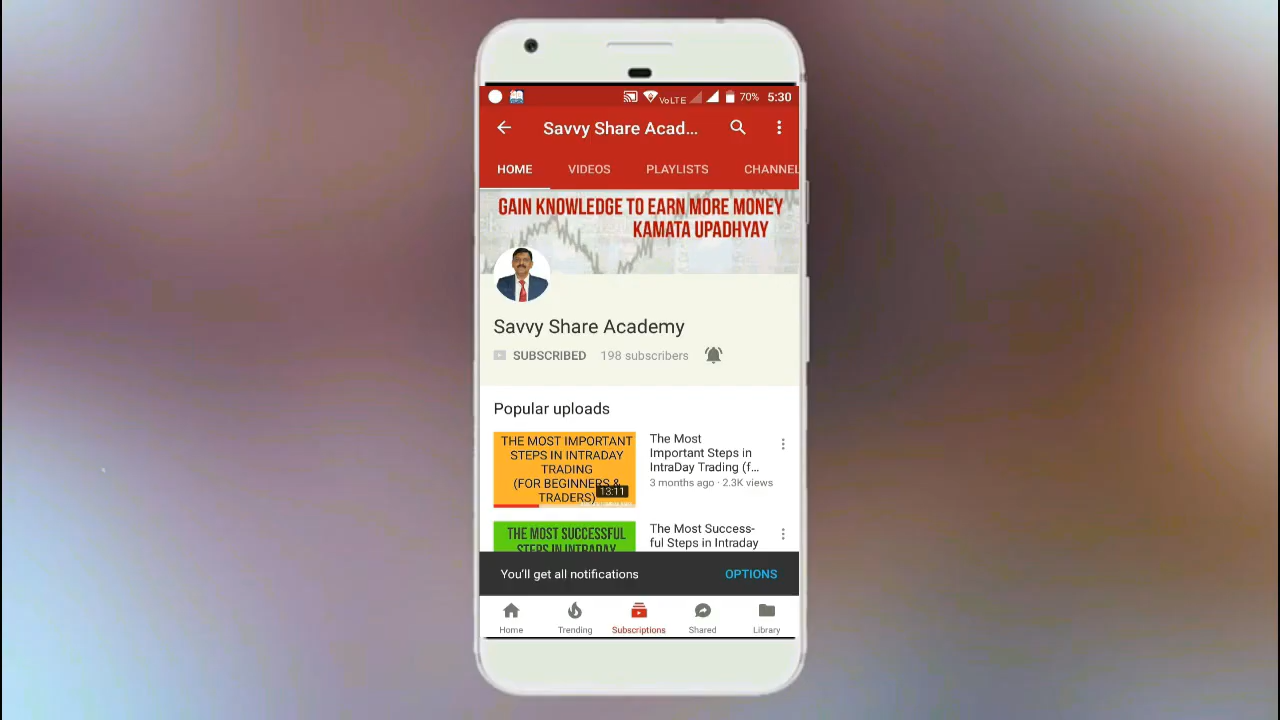 VoLTE 70% 5:30
Savvy Share Acad...
HOME VIDEOS PLAYLISTS CHANNEL
GAIN KNOWLEDGE TO EARN MORE MONEY
KAMATA UPADHYAY
Savvy Share Academy
SUBSCRIBED 198 subscribers
Popular uploads
THE MOST IMPORTANT
STEPS IN INTRADAY
TRADING
(FOR BEGINNERS &
TRADERS)
13:11
The Most
Important Steps in
IntraDay Trading (f...
3 months ago · 2.3K views
THE MOST SUCCESSFUL
STEPS IN INTRADAY
The Most Success-
ful Steps in Intraday
You'll get all notifications OPTIONS
Home Trending Subscriptions Shared Library